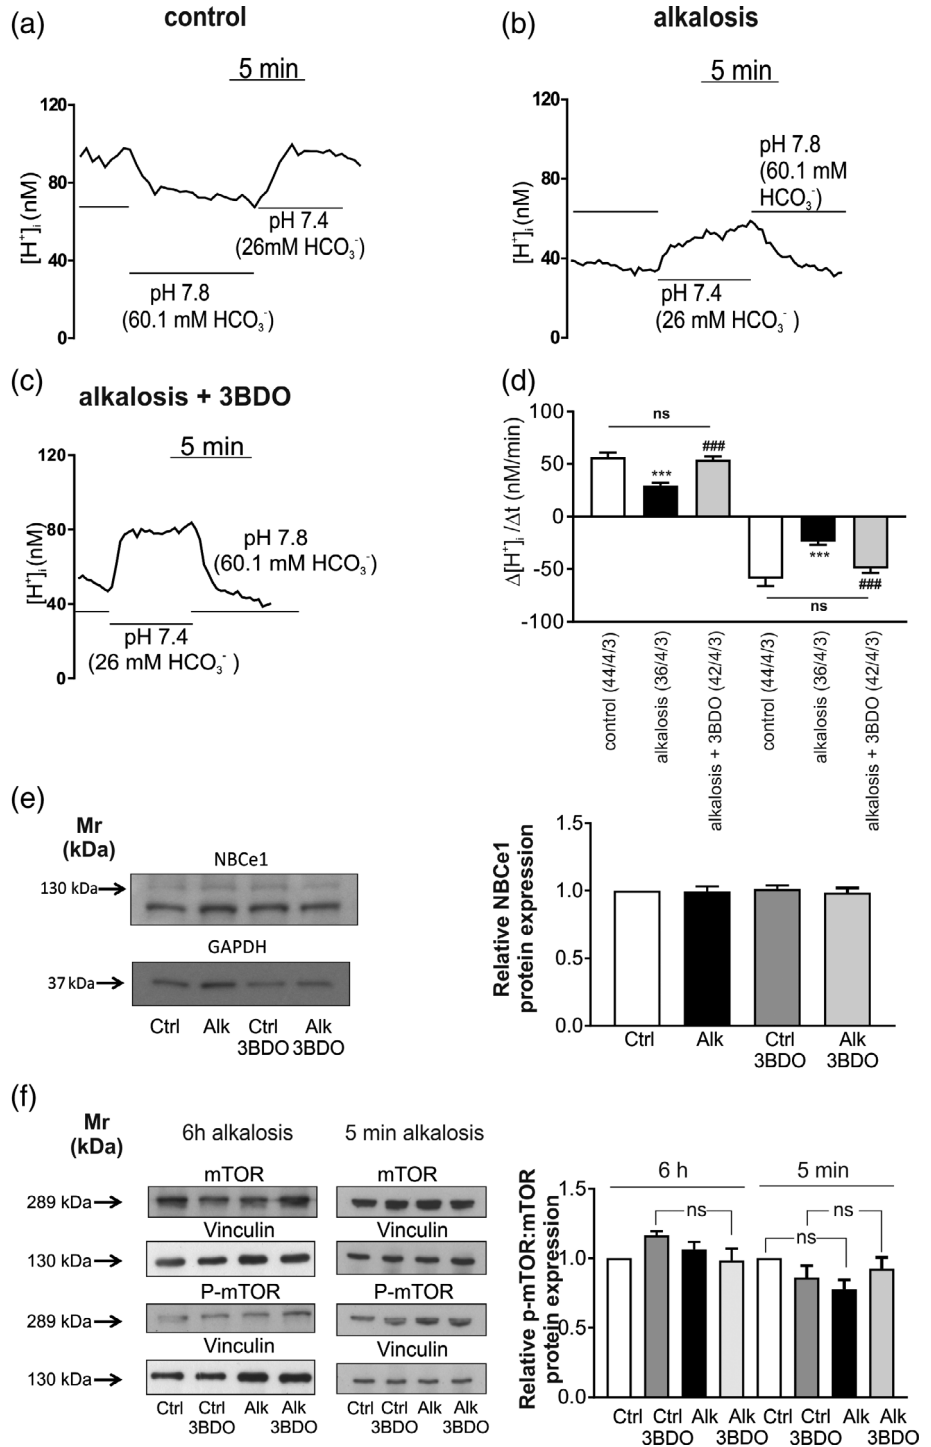 (a)
control
5 min
120
80
40
0
[H⁺]ᵢ (nM)
pH 7.4
(26mM HCO₃⁻)
pH 7.8
(60.1 mM HCO₃⁻)
(b)
alkalosis
5 min
120
80
40
0
[H⁺]ᵢ (nM)
pH 7.8
(60.1 mM
HCO₃⁻)
pH 7.4
(26 mM HCO₃⁻ )
(c)
alkalosis + 3BDO
5 min
120
80
40
0
[H⁺]ᵢ (nM)
pH 7.8
(60.1 mM HCO₃⁻)
pH 7.4
(26 mM HCO₃⁻ )
(d)
100
50
0
-50
-100
Δ[H⁺]ᵢ /Δt (nM/min)
ns
***
###
***
###
ns
control (44/4/3)
alkalosis (36/4/3)
alkalosis + 3BDO (42/4/3)
control (44/4/3)
alkalosis (36/4/3)
alkalosis + 3BDO (42/4/3)
(e)
Mr
(kDa)
NBCe1
130 kDa
GAPDH
37 kDa
Ctrl Alk Ctrl Alk
3BDO 3BDO
Relative NBCe1
protein expression
1.5
1.0
0.5
0.0
Ctrl Alk Ctrl Alk
3BDO 3BDO
(f)
Mr
(kDa)
6h alkalosis
5 min alkalosis
mTOR mTOR
289 kDa
Vinculin Vinculin
130 kDa
P-mTOR P-mTOR
289 kDa
Vinculin Vinculin
130 kDa
Ctrl Ctrl Alk Alk Ctrl Ctrl Alk Alk
3BDO 3BDO 3BDO 3BDO
Relative p-mTOR:mTOR
protein expression
6 h 5 min
1.5
1.0
0.5
0.0
ns
ns
ns
Ctrl Ctrl Alk Alk Ctrl Ctrl Alk Alk
3BDO 3BDO 3BDO 3BDO